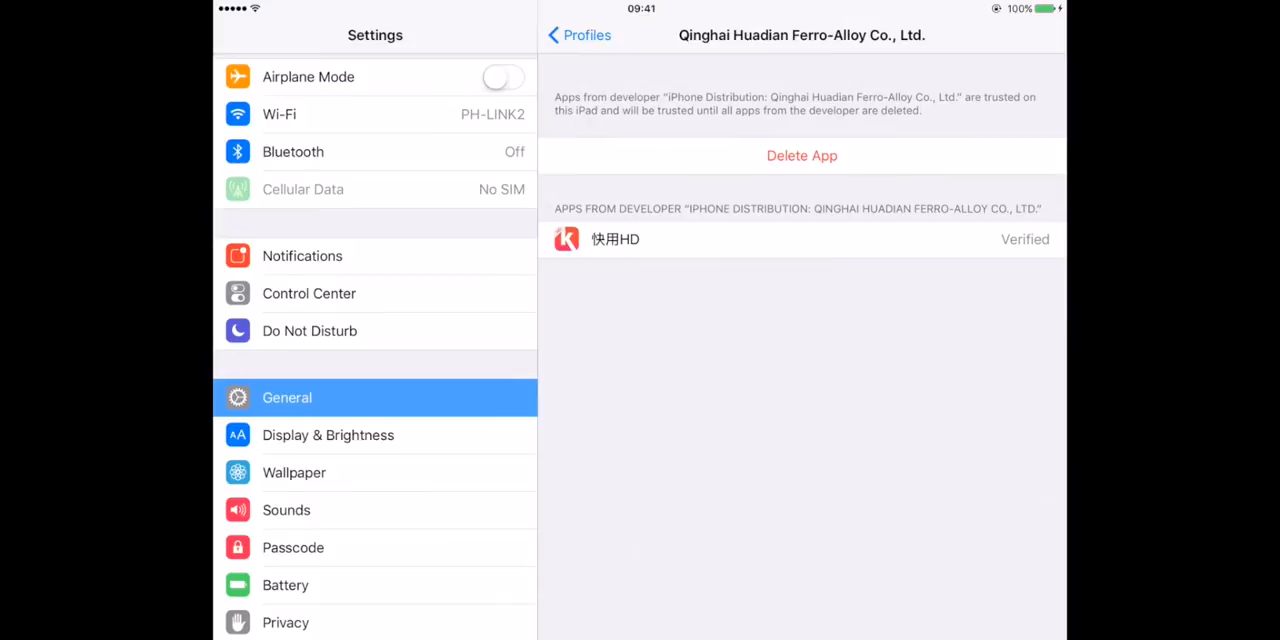 09:41
100%
Settings
Profiles
Qinghai Huadian Ferro-Alloy Co., Ltd.
Airplane Mode
Wi-Fi
PH-LINK2
Bluetooth
Off
Cellular Data
No SIM
Notifications
Control Center
Do Not Disturb
General
AA
Display & Brightness
Wallpaper
Sounds
Passcode
Battery
Privacy
Apps from developer “iPhone Distribution: Qinghai Huadian Ferro-Alloy Co., Ltd.” are trusted on
this iPad and will be trusted until all apps from the developer are deleted.
Delete App
APPS FROM DEVELOPER “IPHONE DISTRIBUTION: QINGHAI HUADIAN FERRO-ALLOY CO., LTD.”
快用HD
Verified